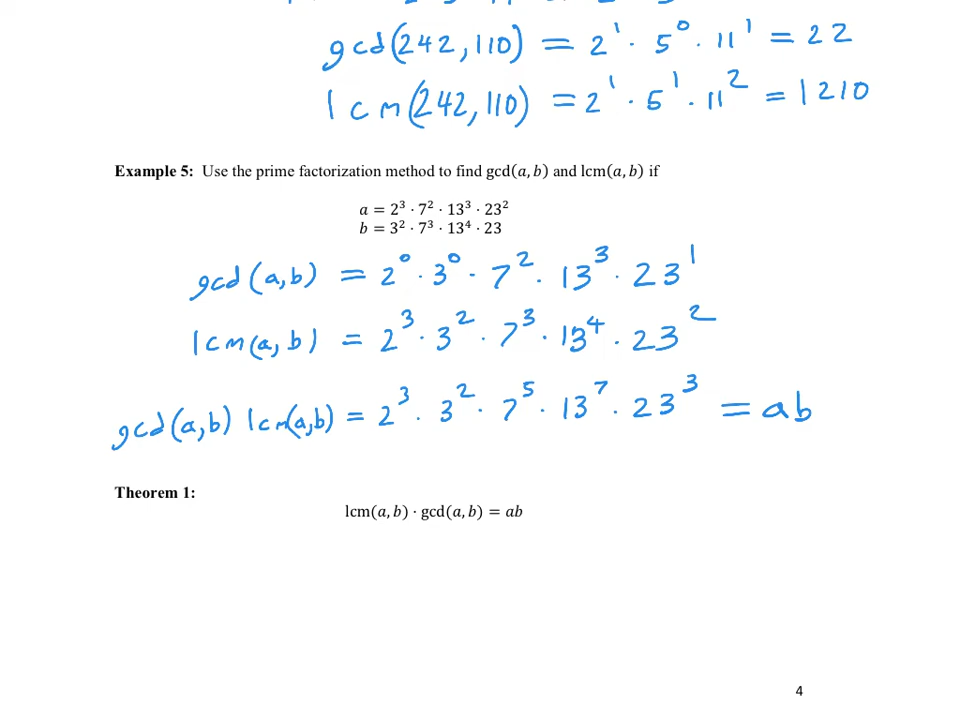 gcd(242,110) = 2¹ · 5⁰ · 11¹ = 22
lcm(242,110) = 2¹ · 5¹ · 11² = 1210
Example 5: Use the prime factorization method to find gcd(a, b) and lcm(a, b) if
a = 2³ · 7² · 13³ · 23²
b = 3² · 7³ · 13⁴ · 23
gcd(a,b) = 2⁰ · 3⁰ · 7² · 13³ · 23¹
lcm(a,b) = 2³ · 3² · 7³ · 13⁴ · 23²
gcd(a,b) lcm(a,b) = 2³ · 3² · 7⁵ · 13⁷ · 23³ = ab
Theorem 1:
lcm(a, b) · gcd(a, b) = ab
4